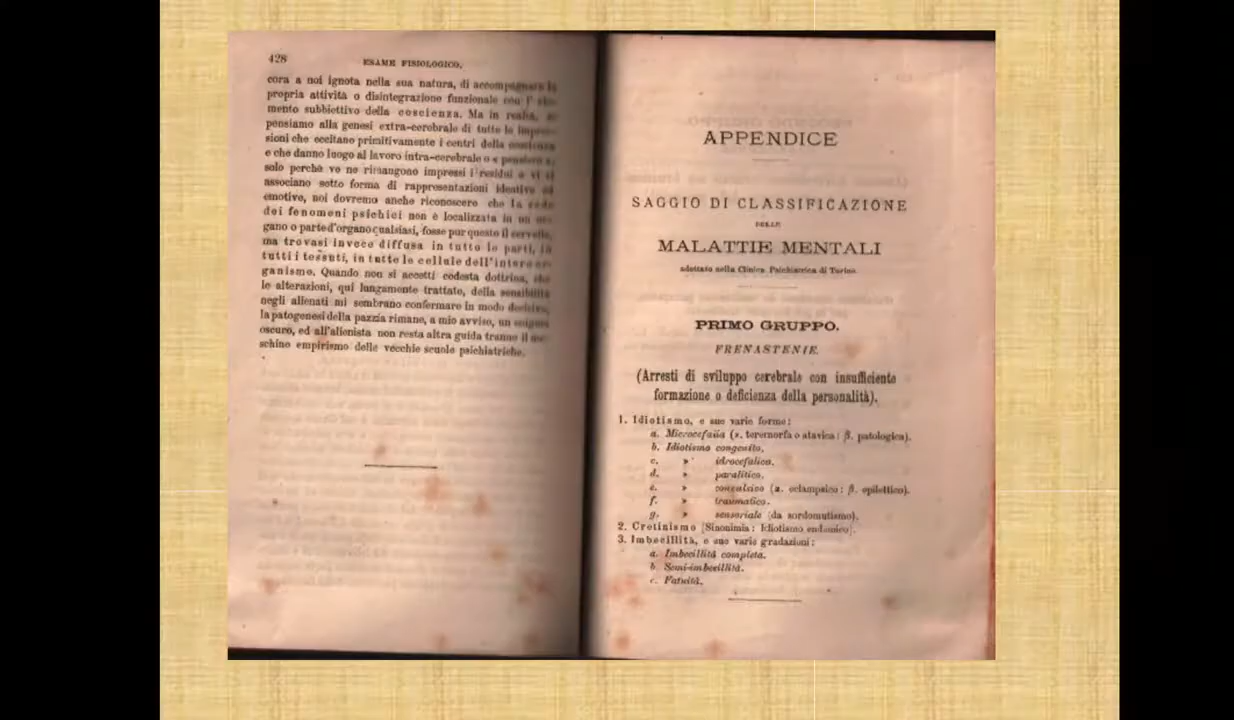 428
ESAME FISIOLOGICO.
cora a noi ignota nella sua natura, di accompagnare la
propria attività o disintegrazione funzionale con l'
mento subbiettivo della coscienza. Ma in realtà, se
pensiamo alla genesi extra-cerebrale di tutte le impres-
sioni che eccitano primitivamente i centri della coscienza
e che danno luogo al lavoro intra-cerebrale o « pensiero »,
solo perchè ve ne rimangono impressi i residui e vi si
associano sotto forma di rappresentazioni ideative ed
emotive, noi dovremo anche riconoscere che la sede
dei fenomeni psichici non è localizzata in un or-
gano o parte d'organo qualsiasi, fosse pur questo il cervello,
ma trovasi invece diffusa in tutte le parti, in
tutti i tessuti, in tutte le cellule dell'intero or-
ganismo. Quando non si accetti codesta dottrina, che
le alterazioni, qui lungamente trattate, della sensibilità
negli alienati mi sembrano confermare in modo decisivo,
la patogenesi della pazzia rimane, a mio avviso, un enigma
oscuro, ed all'alienista non resta altra guida tranne il me-
schino empirismo delle vecchie scuole psichiatriche.
APPENDICE
SAGGIO DI CLASSIFICAZIONE
DELLE
MALATTIE MENTALI
adottato nella Clinica Psichiatrica di Torino.
PRIMO GRUPPO.
FRENASTENIE.
(Arresti di sviluppo cerebrale con insufficiente
formazione o deficienza della personalità).
1. Idiotismo, e sue varie forme:
a. Microcefalia (α. teromorfa o atavica: β. patologica).
b. Idiotismo congenito.
c. » idrocefalico.
d. » paralitico.
e. » convulsivo (α. eclampsico: β. epilettico).
f. » traumatico.
g. » sensoriale (da sordomutismo).
2. Cretinismo [Sinonimia: Idiotismo endemico].
3. Imbecillità, e sue varie gradazioni:
a. Imbecillità completa.
b. Semi-imbecillità.
c. Fatuità.